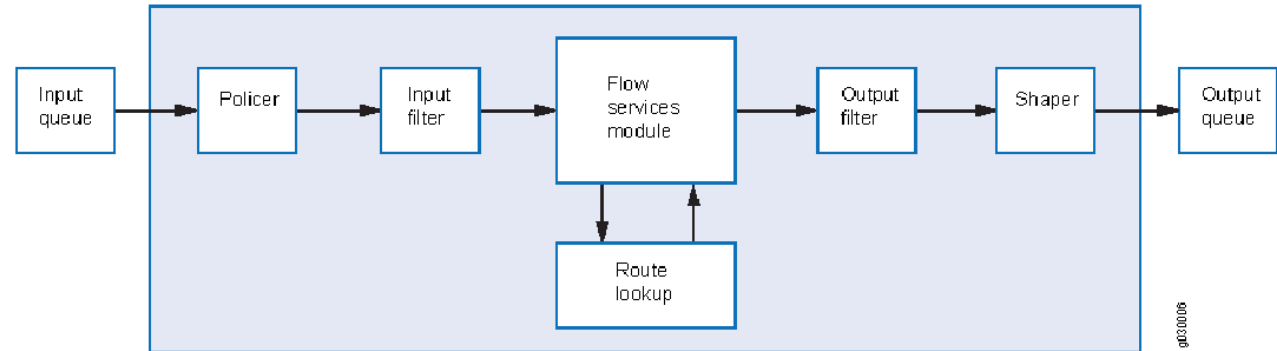 Input
queue
Policer
Input
filter
Flow
services
module
Output
filter
Shaper
Output
queue
Route
lookup
g030006